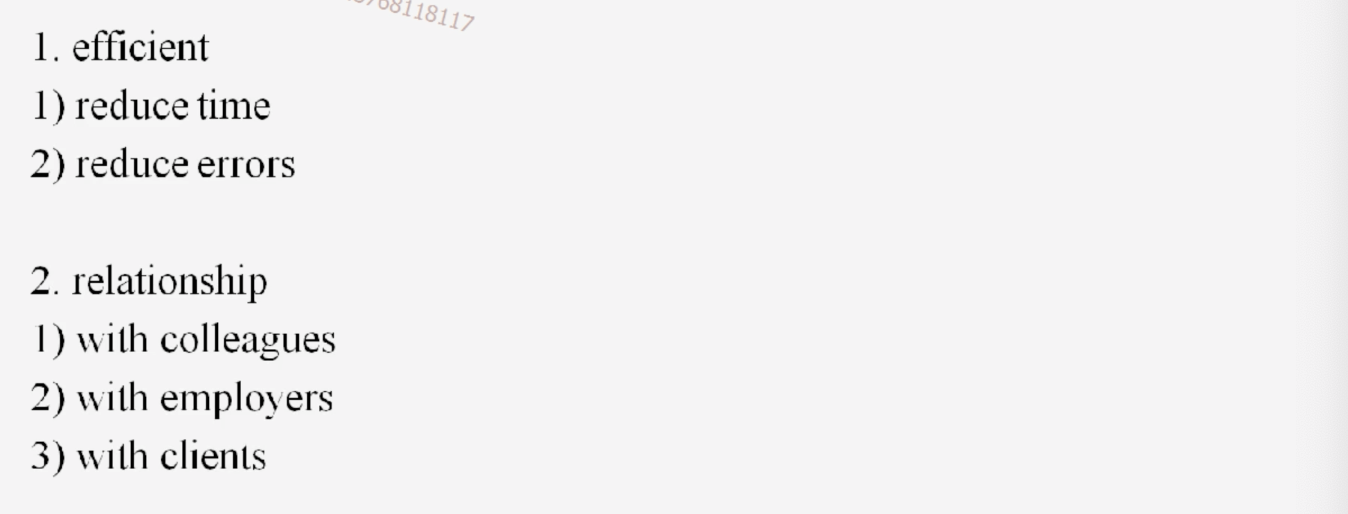 68118117
1. efficient
1) reduce time
2) reduce errors
2. relationship
1) with colleagues
2) with employers
3) with clients